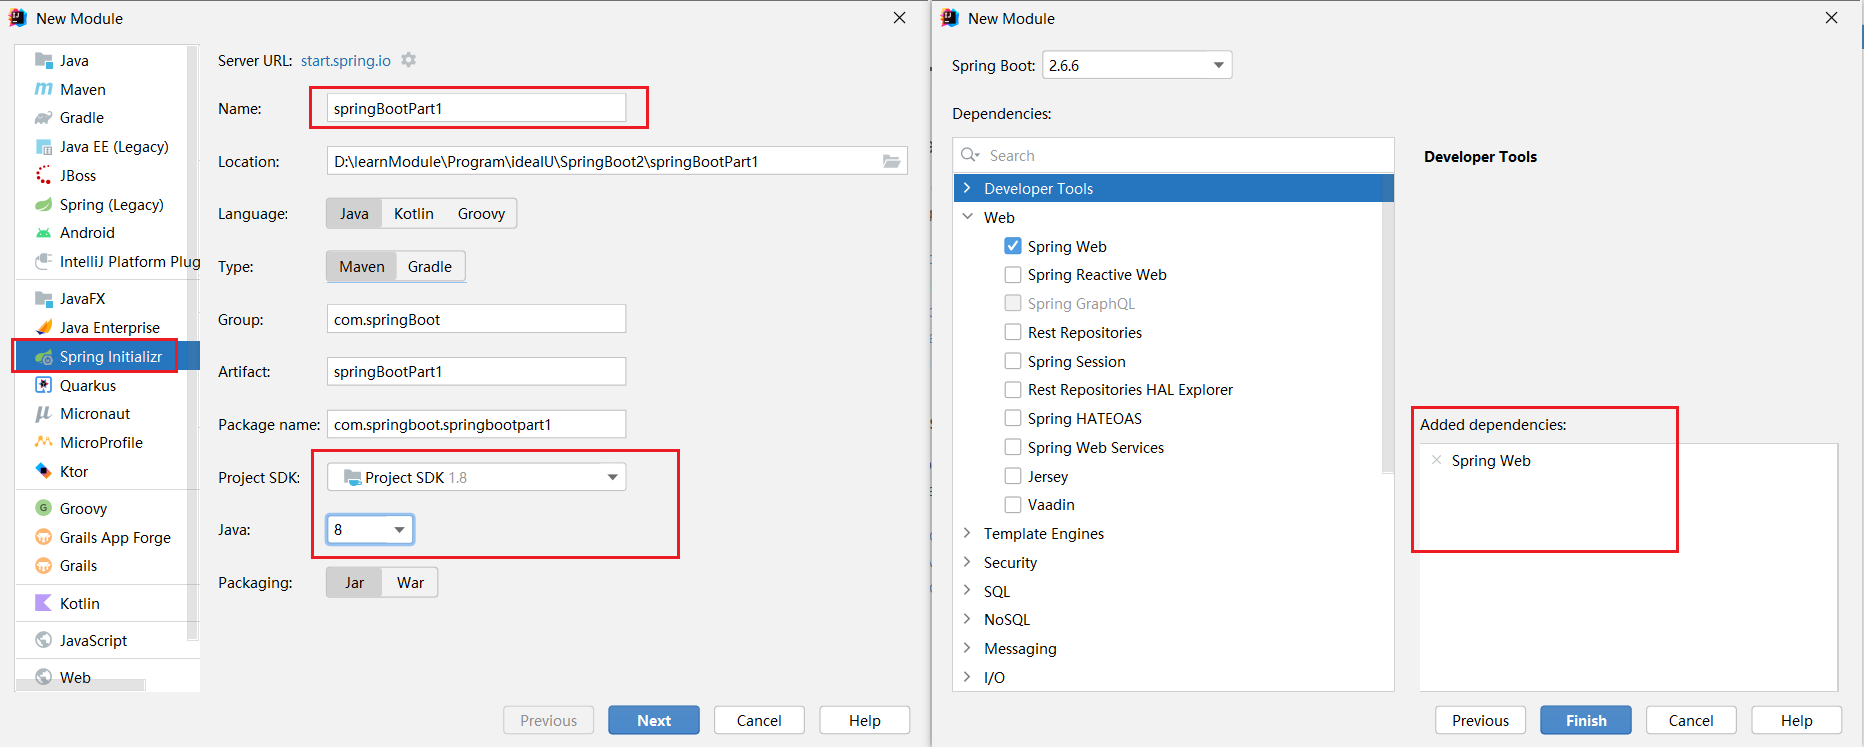 New Module
Java
Maven
Gradle
Java EE (Legacy)
JBoss
Spring (Legacy)
Android
IntelliJ Platform Plug
JavaFX
Java Enterprise
Spring Initializr
Quarkus
Micronaut
MicroProfile
Ktor
Groovy
Grails App Forge
Grails
Kotlin
JavaScript
Web
Server URL: start.spring.io
Name: springBootPart1
Location: D:\learnModule\Program\ideaIU\SpringBoot2\springBootPart1
Language: Java Kotlin Groovy
Type: Maven Gradle
Group: com.springBoot
Artifact: springBootPart1
Package name: com.springboot.springbootpart1
Project SDK: Project SDK 1.8
Java: 8
Packaging: Jar War
Previous Next Cancel Help
New Module
Spring Boot: 2.6.6
Dependencies:
Search
Developer Tools
Web
Spring Web
Spring Reactive Web
Spring GraphQL
Rest Repositories
Spring Session
Rest Repositories HAL Explorer
Spring HATEOAS
Spring Web Services
Jersey
Vaadin
Template Engines
Security
SQL
NoSQL
Messaging
I/O
Developer Tools
Added dependencies:
Spring Web
Previous Finish Cancel Help